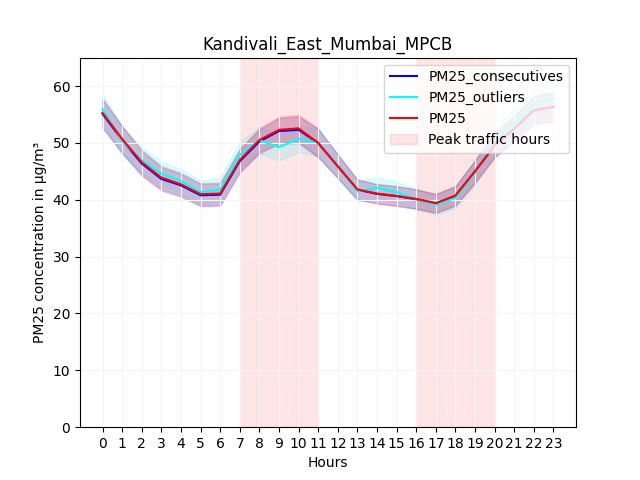 Kandivali_East_Mumbai_MPCB
PM25 concentration in µg/m³
60
50
40
30
20
10
0
PM25_consecutives
PM25_outliers
PM25
Peak traffic hours
0 1 2 3 4 5 6 7 8 9 10 11 12 13 14 15 16 17 18 19 20 21 22 23
Hours